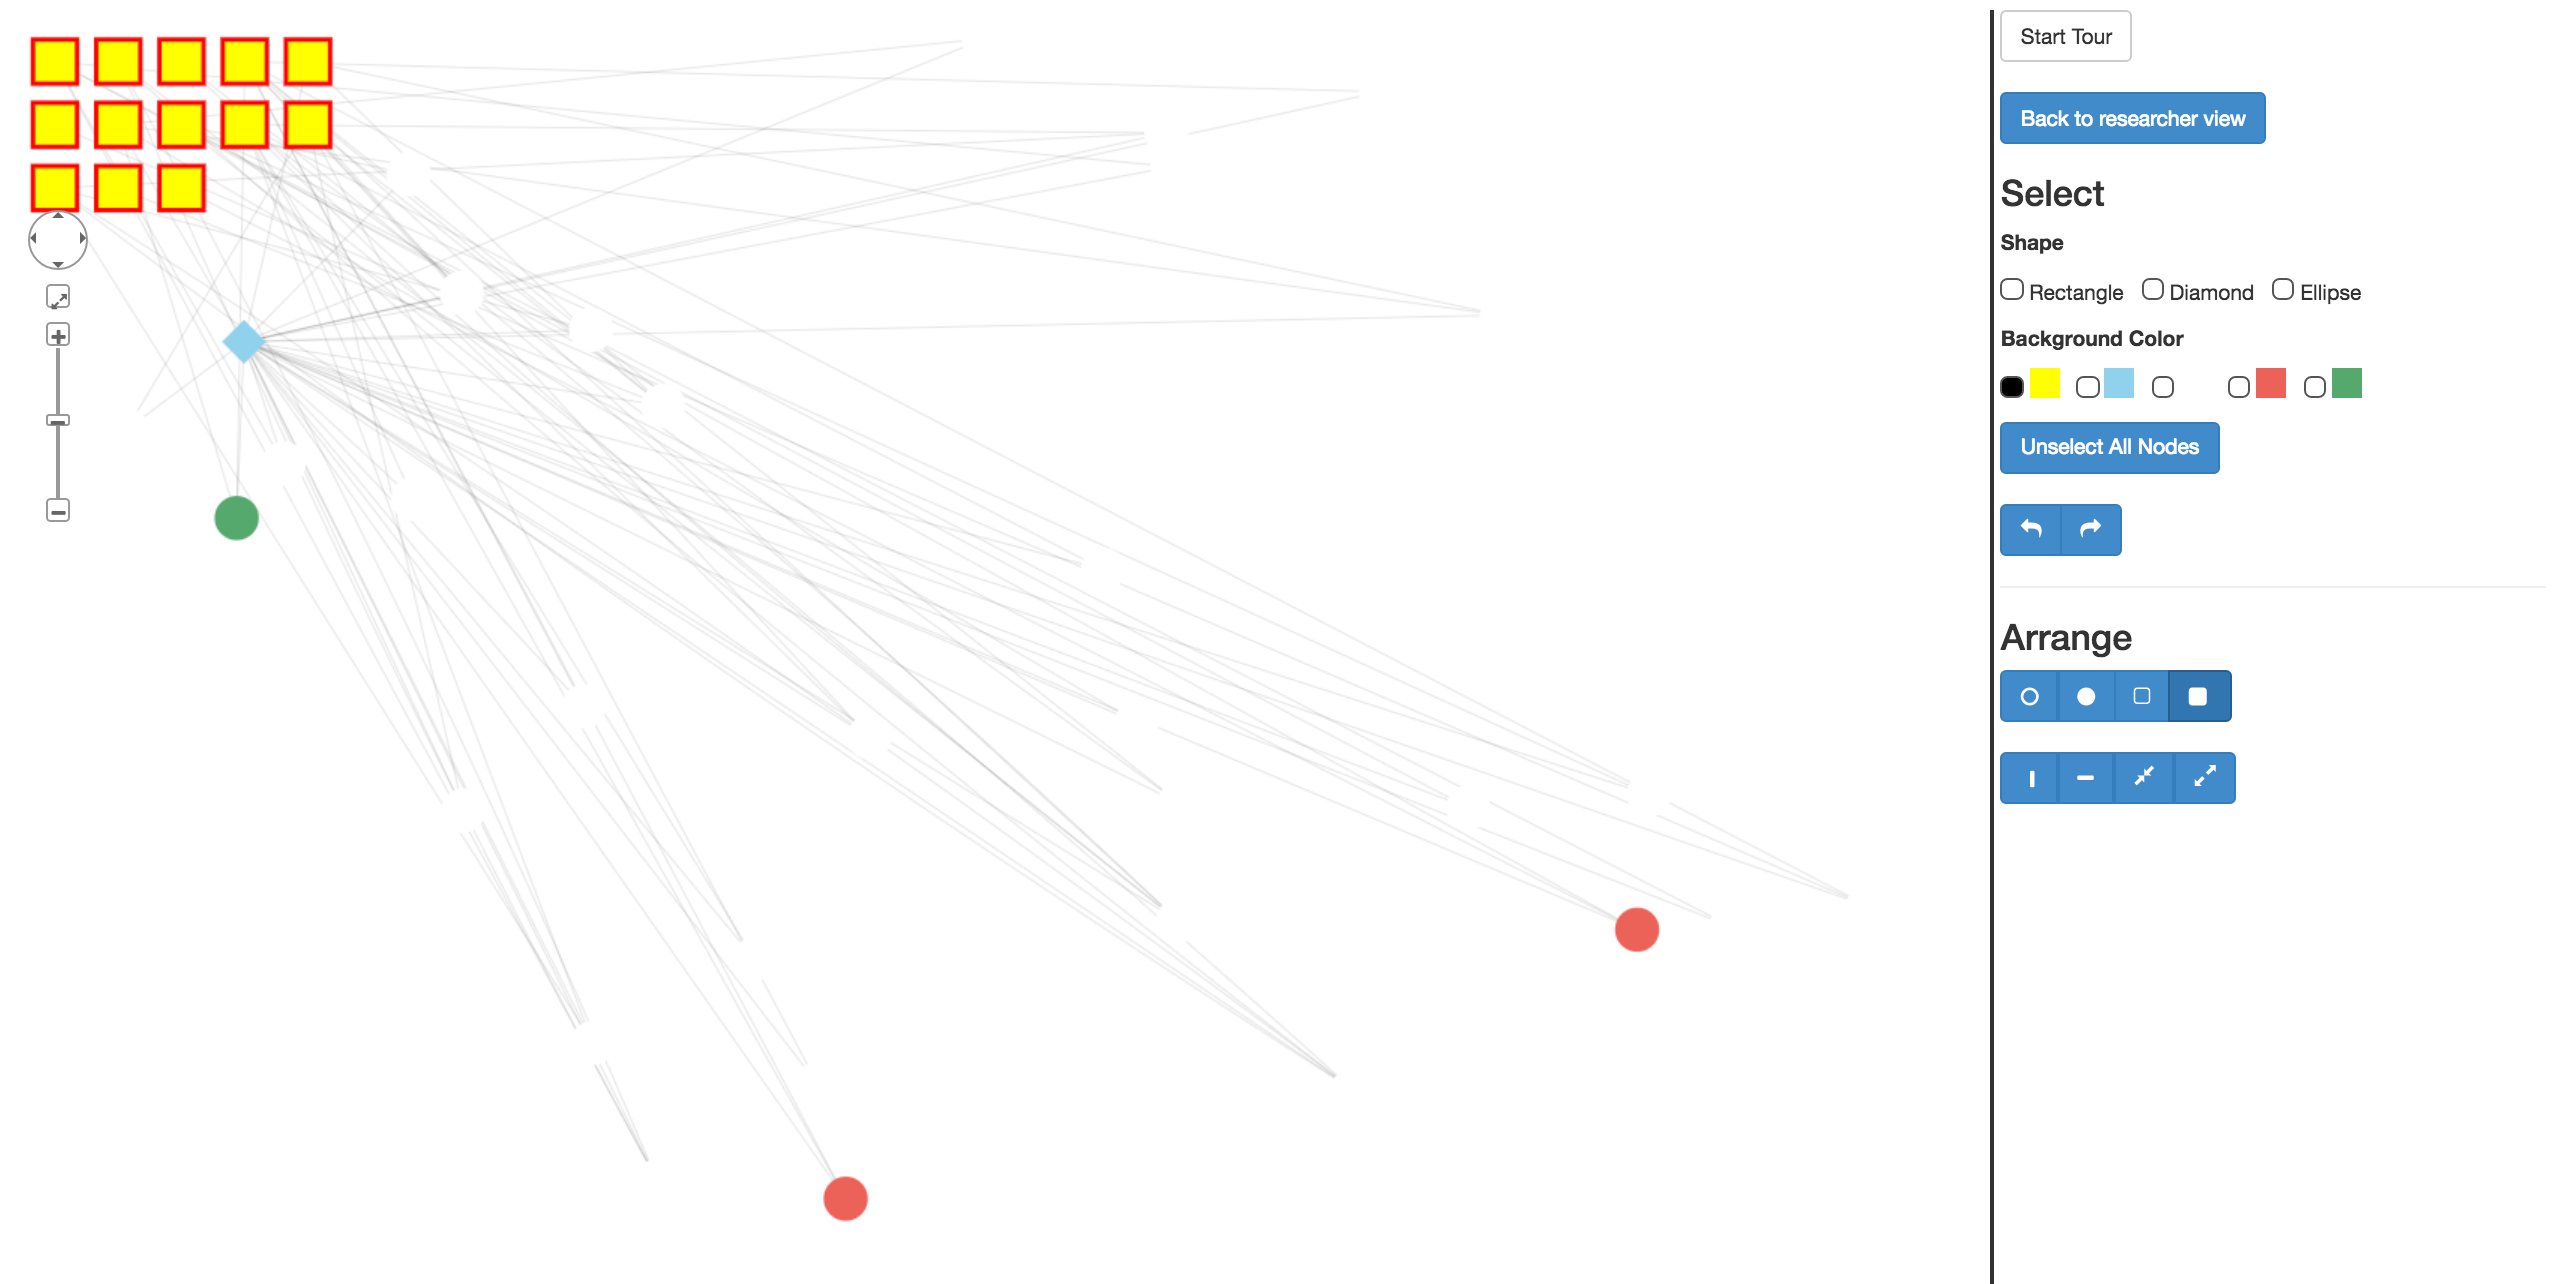 Start Tour
Back to researcher view
Select
Shape
Rectangle Diamond Ellipse
Background Color
Unselect All Nodes
Arrange